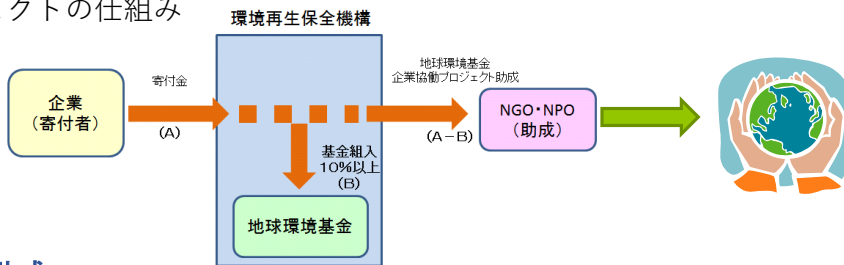 クトの仕組み
環境再生保全機構
企業
（寄付者）
寄付金
(A)
基金組入
10%以上
(B)
地球環境基金
地球環境基金
企業協働プロジェクト助成
(A－B)
NGO・NPO
（助成）